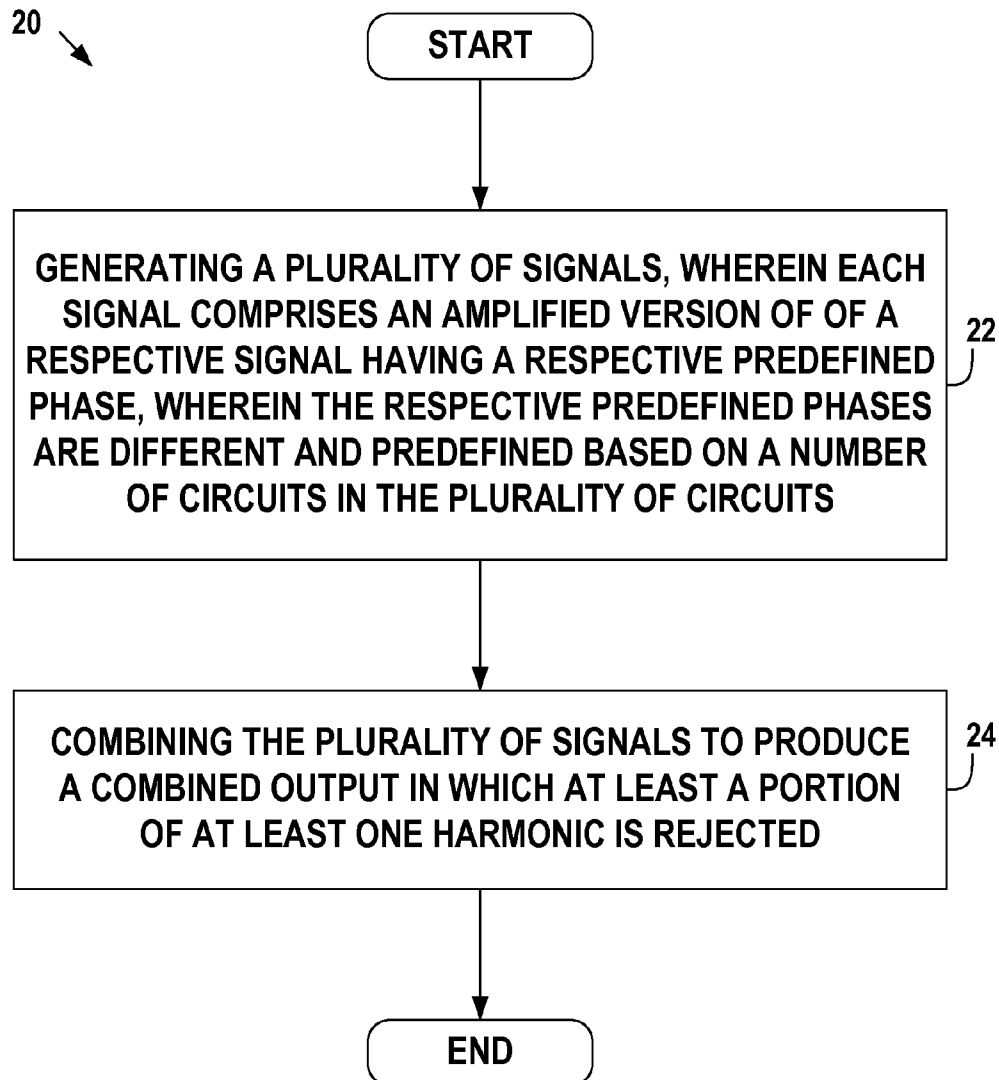 20
START
GENERATING A PLURALITY OF SIGNALS, WHEREIN EACH
SIGNAL COMPRISES AN AMPLIFIED VERSION OF OF A
RESPECTIVE SIGNAL HAVING A RESPECTIVE PREDEFINED
PHASE, WHEREIN THE RESPECTIVE PREDEFINED PHASES
ARE DIFFERENT AND PREDEFINED BASED ON A NUMBER
OF CIRCUITS IN THE PLURALITY OF CIRCUITS
22
COMBINING THE PLURALITY OF SIGNALS TO PRODUCE
A COMBINED OUTPUT IN WHICH AT LEAST A PORTION
OF AT LEAST ONE HARMONIC IS REJECTED
24
END